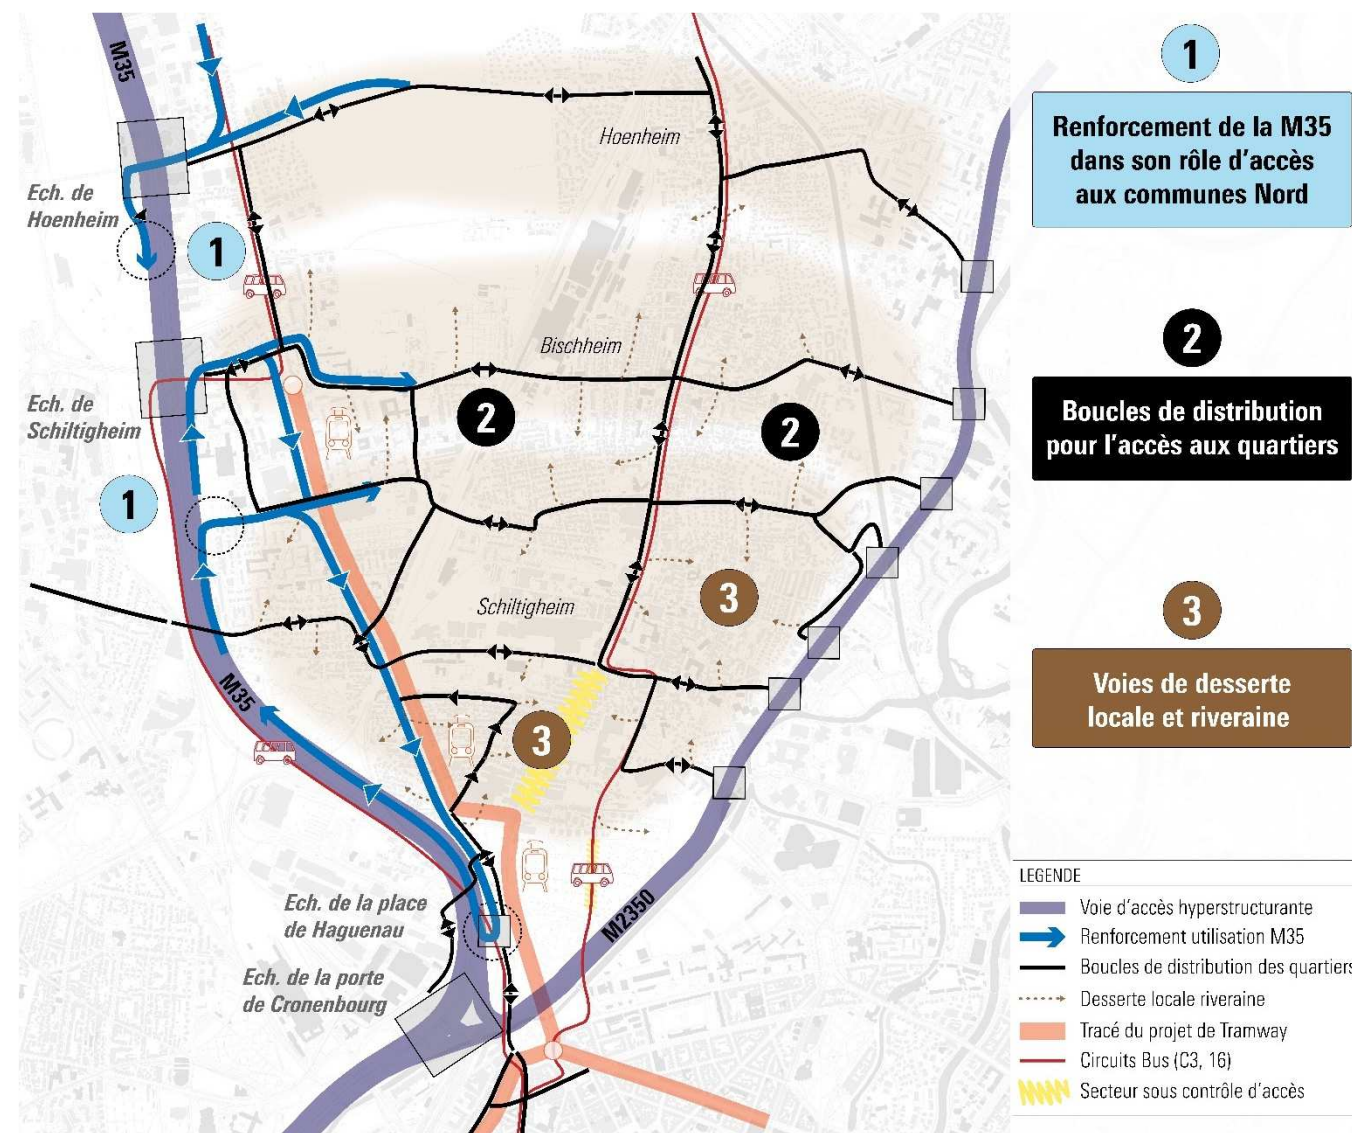 M35
Hoenheim
Ech. de
Hoenheim
1
Bischheim
Ech. de
Schiltigheim
2
2
1
Schiltigheim
3
M35
3
Ech. de la place
de Haguenau
M2350
Ech. de la porte
de Cronenbourg
1
Renforcement de la M35
dans son rôle d'accès
aux communes Nord
2
Boucles de distribution
pour l'accès aux quartiers
3
Voies de desserte
locale et riveraine
LEGENDE
Voie d'accès hyperstructurante
Renforcement utilisation M35
Boucles de distribution des quartiers
Desserte locale riveraine
Tracé du projet de Tramway
Circuits Bus (C3, 16)
Secteur sous contrôle d'accès